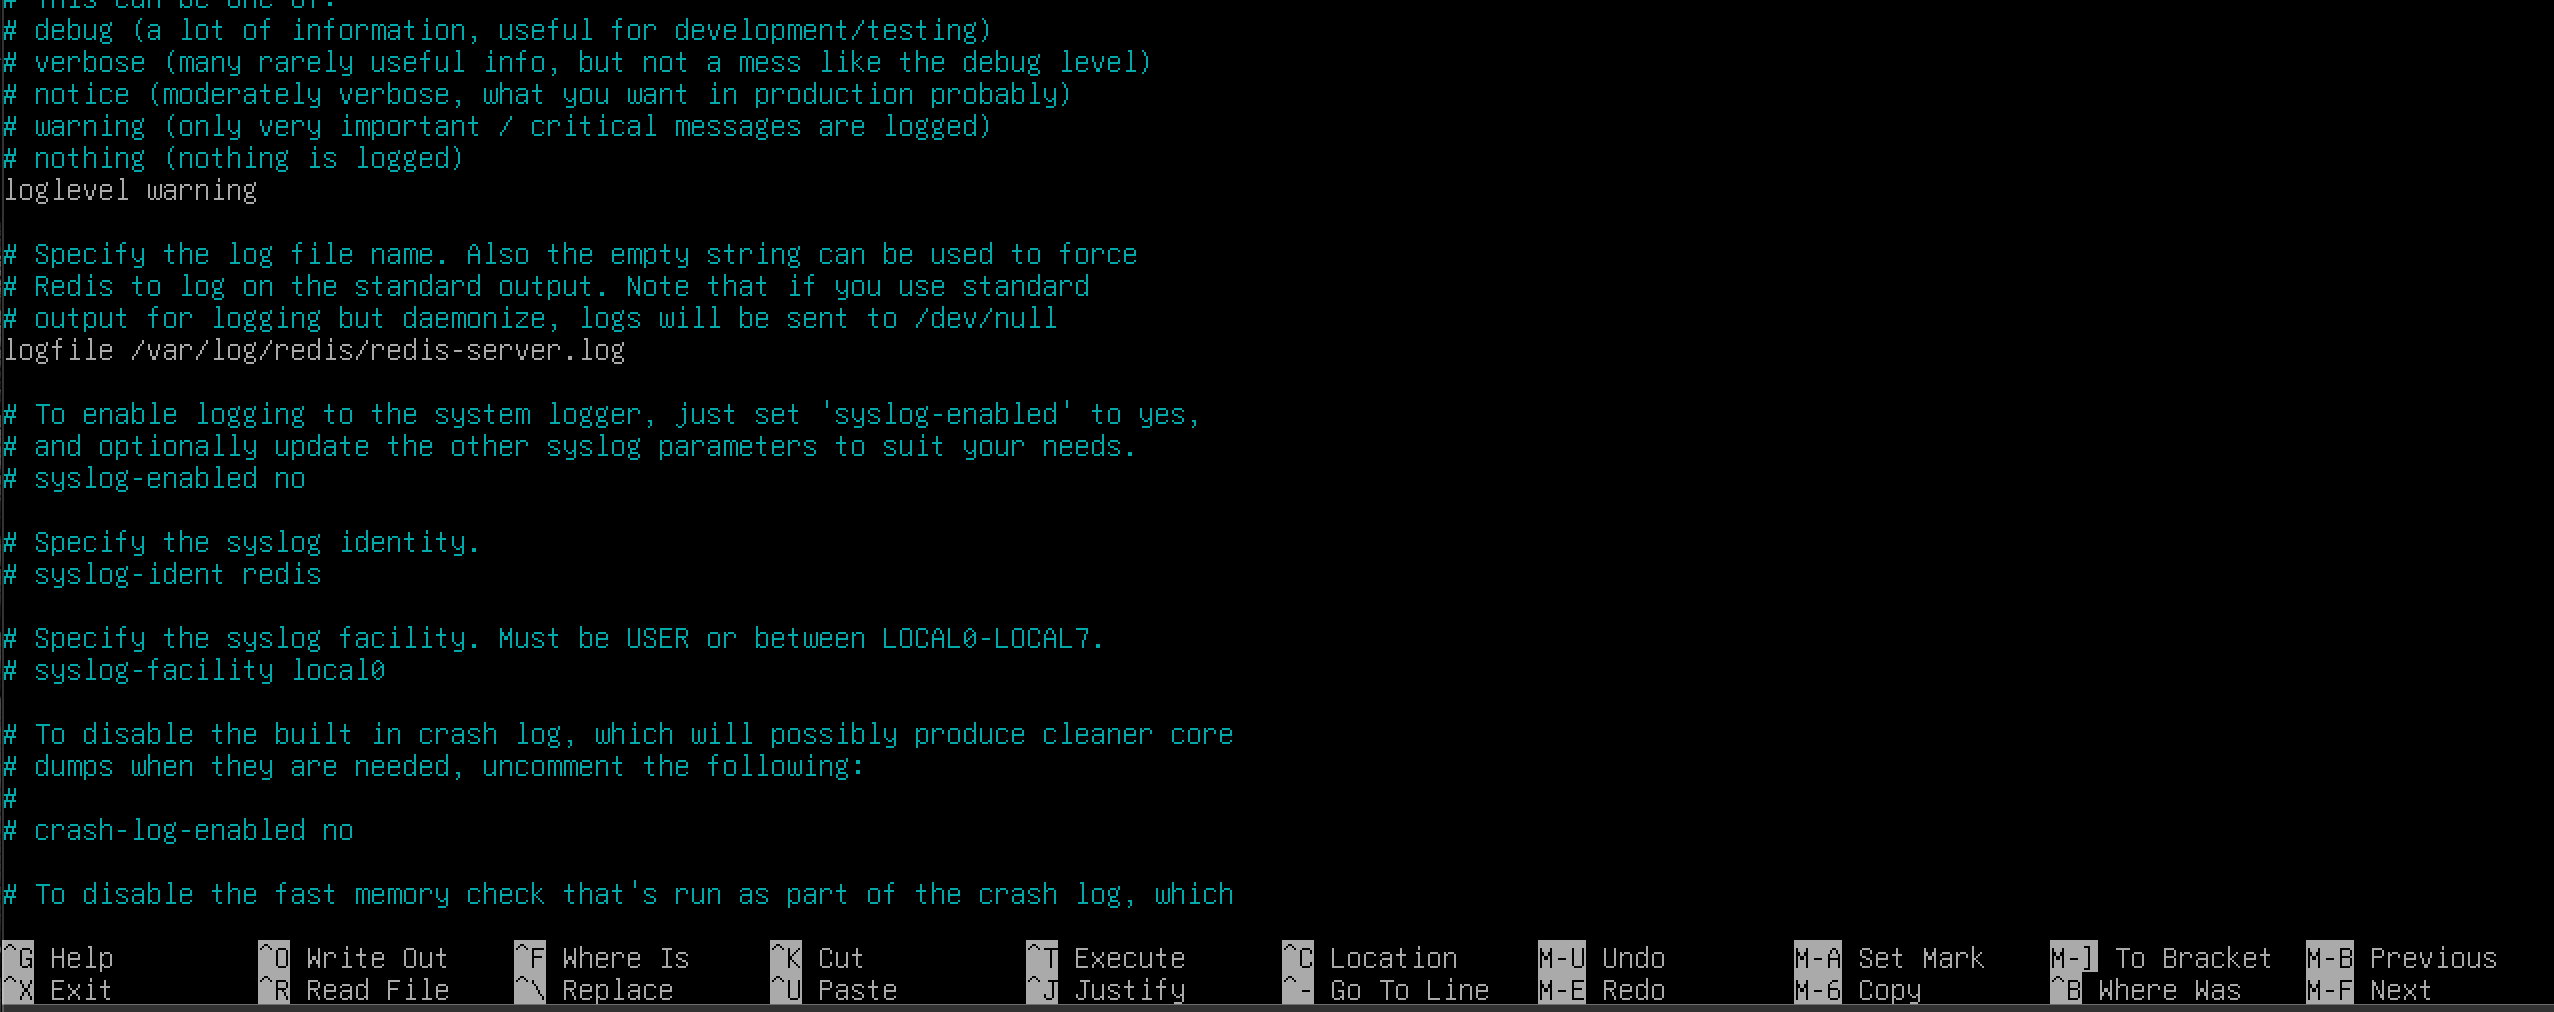 # This can be one of:
# debug (a lot of information, useful for development/testing)
# verbose (many rarely useful info, but not a mess like the debug level)
# notice (moderately verbose, what you want in production probably)
# warning (only very important / critical messages are logged)
# nothing (nothing is logged)
loglevel warning
# Specify the log file name. Also the empty string can be used to force
# Redis to log on the standard output. Note that if you use standard
# output for logging but daemonize, logs will be sent to /dev/null
logfile /var/log/redis/redis-server.log
# To enable logging to the system logger, just set 'syslog-enabled' to yes,
# and optionally update the other syslog parameters to suit your needs.
# syslog-enabled no
# Specify the syslog identity.
# syslog-ident redis
# Specify the syslog facility. Must be USER or between LOCAL0-LOCAL7.
# syslog-facility local0
# To disable the built in crash log, which will possibly produce cleaner core
# dumps when they are needed, uncomment the following:
#
# crash-log-enabled no
# To disable the fast memory check that's run as part of the crash log, which
^G Help ^O Write Out ^F Where Is ^K Cut ^T Execute ^C Location M-U Undo M-A Set Mark M-] To Bracket M-B Previous
^X Exit ^R Read File ^\ Replace ^U Paste ^J Justify ^- Go To Line M-E Redo M-6 Copy ^B Where Was M-F Next